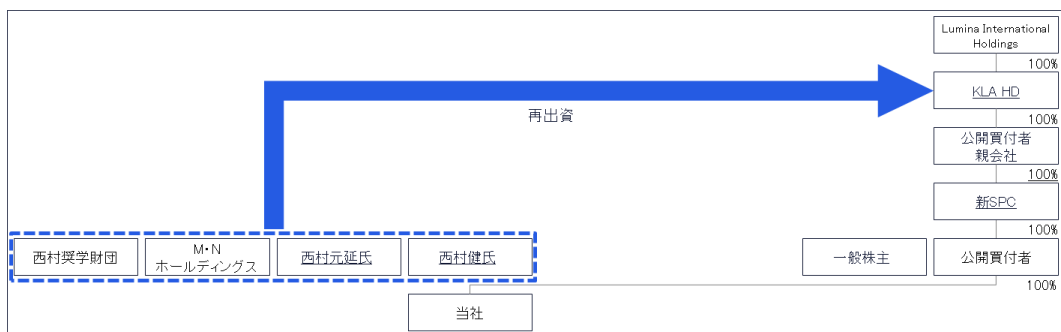 Lumina International
Holdings
100%
KLA HD
100%
再出資
公開買付者
親会社
100%
新SPC
100%
西村奨学財団
M・N
ホールディングス
西村元延氏
西村健氏
一般株主
公開買付者
100%
当社